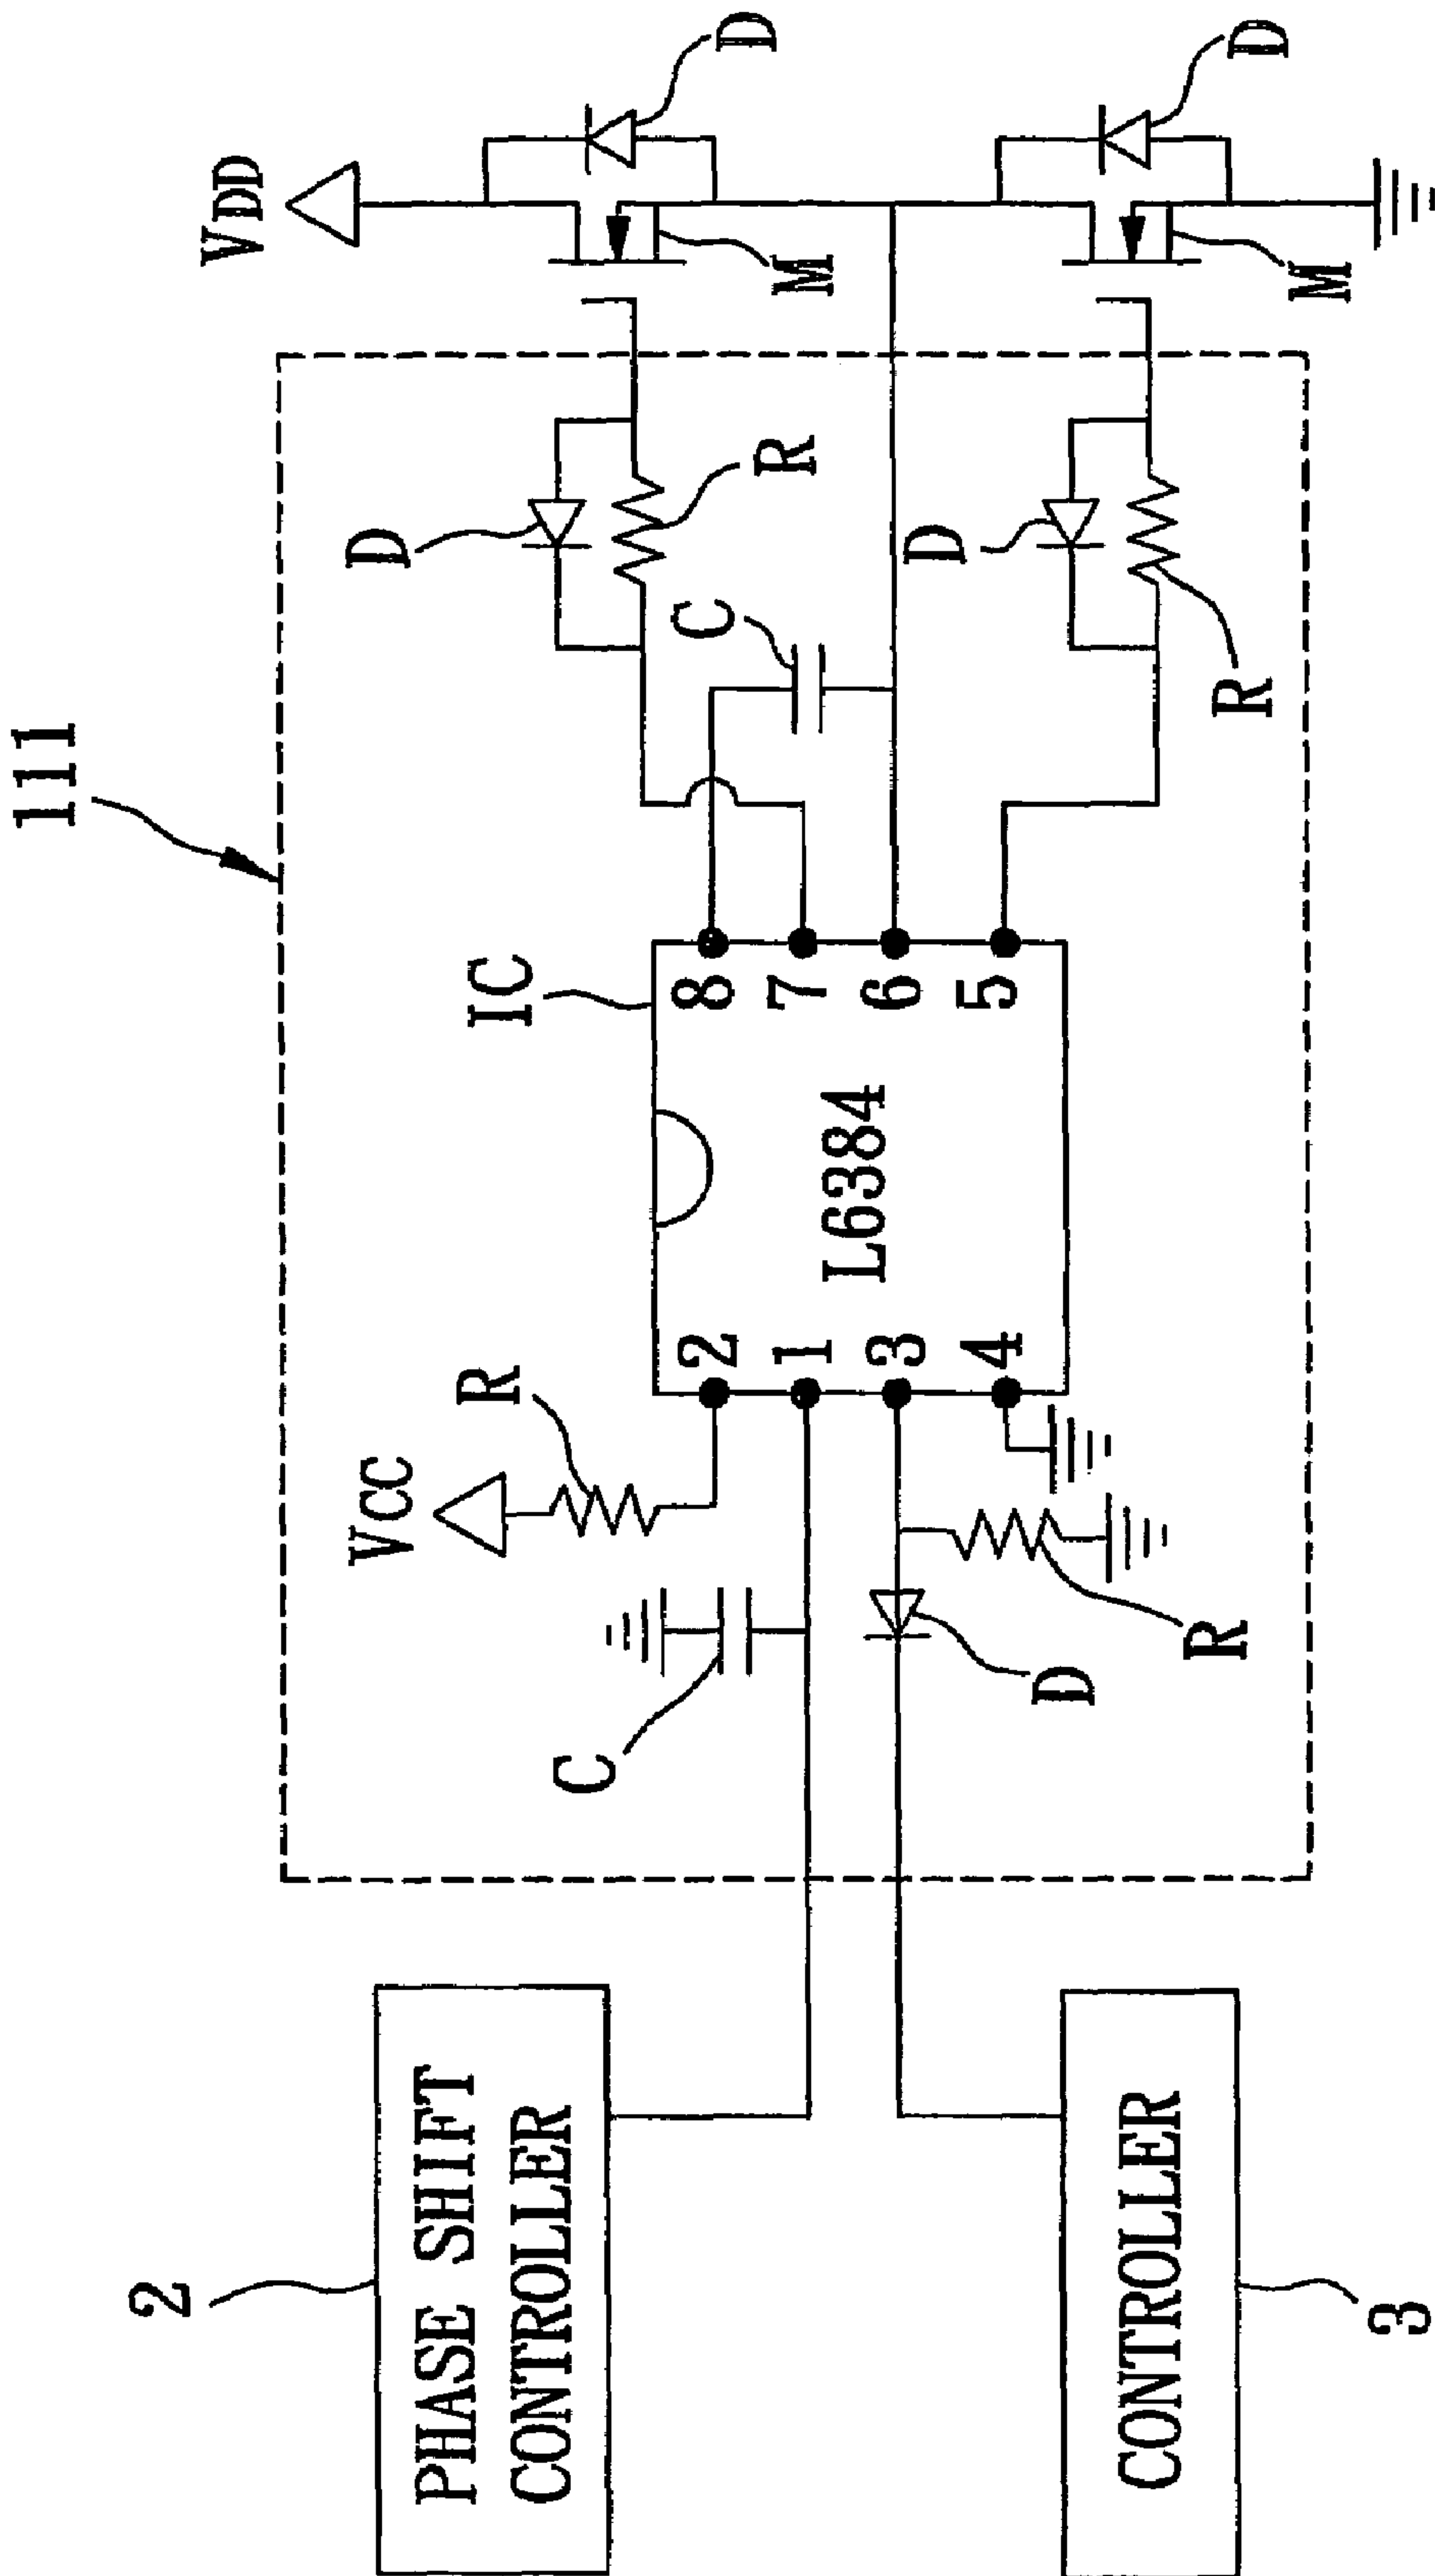 111
VDD
D
M
D
M
D
R
C
D
R
IC
8
7
6
5
L6384
2
1
3
4
R
VCC
C
D
R
2
PHASE SHIFT
CONTROLLER
CONTROLLER
3